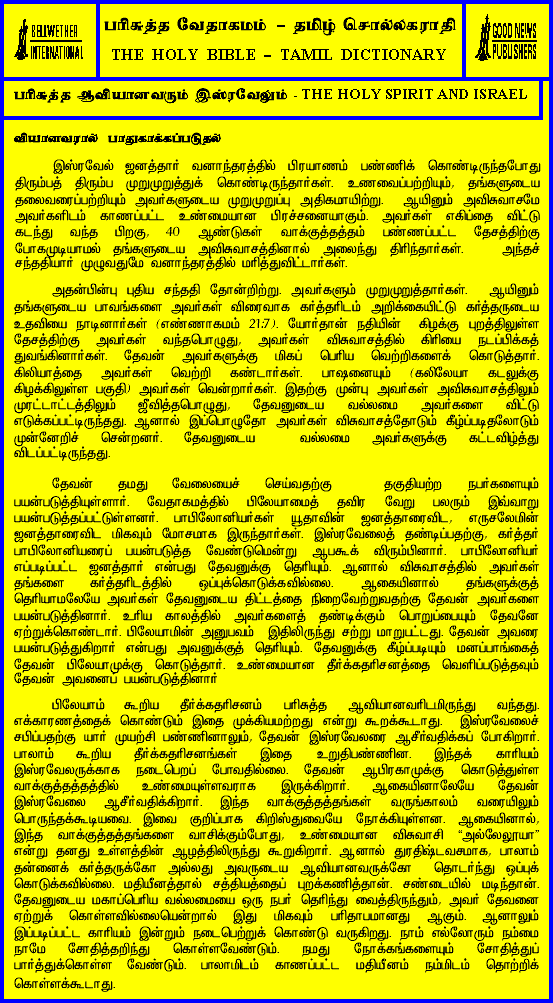 BELLWETHER
INTERNATIONAL
பரிசுத்த வேதாகமம் – தமிழ் சொல்லகராதி
THE HOLY BIBLE – TAMIL DICTIONARY
GOOD NEWS
PUBLISHERS
பரிசுத்த ஆவியானவரும் இஸ்ரவேலும் - THE HOLY SPIRIT AND ISRAEL
வியானவரால் பாதுகாக்கப்படுதல்
இஸ்ரவேல் ஜனத்தார் வனாந்தரத்தில் பிரயாணம் பண்ணிக் கொண்டிருந்தபோது
திரும்பத் திரும்ப முறுமுறுத்துக் கொண்டிருந்தார்கள். உணவைப்பற்றியும், தங்களுடைய
தலைவரைப்பற்றியும் அவர்களுடைய முறுமுறுப்பு அதிகமாயிற்று. ஆயினும் அவிசுவாசமே
அவர்களிடம் காணப்பட்ட உண்மையான பிரச்சனையாகும். அவர்கள் எகிப்தை விட்டு
கடந்து வந்த பிறகு, 40 ஆண்டுகள் வாக்குத்தத்தம் பண்ணப்பட்ட தேசத்திற்கு
போகமுடியாமல் தங்களுடைய அவிசுவாசத்தினால் அலைந்து திரிந்தார்கள். அந்தச்
சந்ததியார் முழுவதுமே வனாந்தரத்தில் மரித்துவிட்டார்கள்.
அதன்பின்பு புதிய சந்ததி தோன்றிற்று. அவர்களும் முறுமுறுத்தார்கள். ஆயினும்
தங்களுடைய பாவங்களை அவர்கள் விரைவாக கர்த்தரிடம் அறிக்கையிட்டு கர்த்தருடைய
உதவியை நாடினார்கள் (எண்ணாகமம் 21:7). யோர்தான் நதியின் கிழக்கு புறத்திலுள்ள
தேசத்திற்கு அவர்கள் வந்தபொழுது, அவர்கள் விசுவாசத்தில் கிரியை நடப்பிக்கத்
துவங்கினார்கள். தேவன் அவர்களுக்கு மிகப் பெரிய வெற்றிகளைக் கொடுத்தார்.
கிலியாத்தை அவர்கள் வெற்றி கண்டார்கள். பாஷனையும் (கலிலேயா கடலுக்கு
கிழக்கிலுள்ள பகுதி) அவர்கள் வென்றார்கள். இதற்கு முன்பு அவர்கள் அவிசுவாசத்திலும்
முரட்டாட்டத்திலும் ஜீவித்தபொழுது, தேவனுடைய வல்லமை அவர்களை விட்டு
எடுக்கப்பட்டிருந்தது. ஆனால் இப்பொழுதோ அவர்கள் விசுவாசத்தோடும் கீழ்ப்படிதலோடும்
முன்னேறிச் சென்றனர். தேவனுடைய வல்லமை அவர்களுக்கு கட்டவிழ்த்து
விடப்பட்டிருந்தது.
தேவன் தமது வேலையைச் செய்வதற்கு தகுதியற்ற நபர்களையும்
பயன்படுத்தியுள்ளார். வேதாகமத்தில் பிலேயாமைத் தவிர வேறு பலரும் இவ்வாறு
பயன்படுத்தப்பட்டுள்ளனர். பாபிலோனியர்கள் யூதாவின் ஜனத்தாரைவிட, எருசலேமின்
ஜனத்தாரைவிட மிகவும் மோசமாக இருந்தார்கள். இஸ்ரவேலைத் தண்டிப்பதற்கு, கர்த்தர்
பாபிலோனியரைப் பயன்படுத்த வேண்டுமென்று ஆபகூக் விரும்பினார். பாபிலோனியர்
எப்படிப்பட்ட ஜனத்தார் என்பது தேவனுக்கு தெரியும். ஆனால் விசுவாசத்தில் அவர்கள்
தங்களை கர்த்தரிடத்தில் ஒப்புக்கொடுக்கவில்லை. ஆகையினால் தங்களுக்குத்
தெரியாமலேயே அவர்கள் தேவனுடைய திட்டத்தை நிறைவேற்றுவதற்கு தேவன் அவர்களை
பயன்படுத்தினார். உரிய காலத்தில் அவர்களைத் தண்டிக்கும் பொறுப்பையும் தேவனே
ஏற்றுக்கொண்டார். பிலேயாமின் அனுபவம் இதிலிருந்து சற்று மாறுபட்டது. தேவன் அவரை
பயன்படுத்துகிறார் என்பது அவனுக்குத் தெரியும். தேவனுக்கு கீழ்ப்படியும் மனப்பாங்கைத்
தேவன் பிலேயாமுக்கு கொடுத்தார். உண்மையான தீர்க்கதரிசனத்தை வெளிப்படுத்தவும்
தேவன் அவனைப் பயன்படுத்தினார்
பிலேயாம் கூறிய தீர்க்கதரிசனம் பரிசுத்த ஆவியானவரிடமிருந்து வந்தது.
எக்காரணத்தைக் கொண்டும் இதை முக்கியமற்றது என்று கூறக்கூடாது. இஸ்ரவேலைச்
சபிப்பதற்கு யார் முயற்சி பண்ணினாலும், தேவன் இஸ்ரவேலரை ஆசீர்வதிக்கப் போகிறார்.
பாலாம் கூறிய தீர்க்கதரிசனங்கள் இதை உறுதிபண்ணின. இந்தக் காரியம்
இஸ்ரவேலருக்காக நடைபெறப் போவதில்லை. தேவன் ஆபிரகாமுக்கு கொடுத்துள்ள
வாக்குத்தத்தத்தில் உண்மையுள்ளவராக இருக்கிறார். ஆகையினாலேயே தேவன்
இஸ்ரவேலை ஆசீர்வதிக்கிறார். இந்த வாக்குத்தத்தங்கள் வருங்காலம் வரையிலும்
பொருந்தக்கூடியவை. இவை குறிப்பாக கிறிஸ்துவையே நோக்கியுள்ளன. ஆகையினால்,
இந்த வாக்குத்தத்தங்களை வாசிக்கும்போது, உண்மையான விசுவாசி “அல்லேலூயா”
என்று தனது உள்ளத்தின் ஆழத்திலிருந்து கூறுகிறார். ஆனால் துரதிஷ்டவசமாக, பாலாம்
தன்னைக் கர்த்தருக்கோ அல்லது அவருடைய ஆவியானவருக்கோ தொடர்ந்து ஒப்புக்
கொடுக்கவில்லை. மதியீனத்தால் சத்தியத்தைப் புறக்கணித்தான். சண்டையில் மடிந்தான்.
தேவனுடைய மகாப்பெரிய வல்லமையை ஒரு நபர் தெரிந்து வைத்திருந்தும், அவர் தேவனை
ஏற்றுக் கொள்ளவில்லையென்றால் இது மிகவும் பரிதாபமானது ஆகும். ஆனாலும்
இப்படிப்பட்ட காரியம் இன்றும் நடைபெற்றுக் கொண்டு வருகிறது. நாம் எல்லோரும் நம்மை
நாமே சோதித்தறிந்து கொள்ளவேண்டும். நமது நோக்கங்களையும் சோதித்துப்
பார்த்துக்கொள்ள வேண்டும். பாலாமிடம் காணப்பட்ட மதியீனம் நம்மிடம் தொற்றிக்
கொள்ளக்கூடாது.